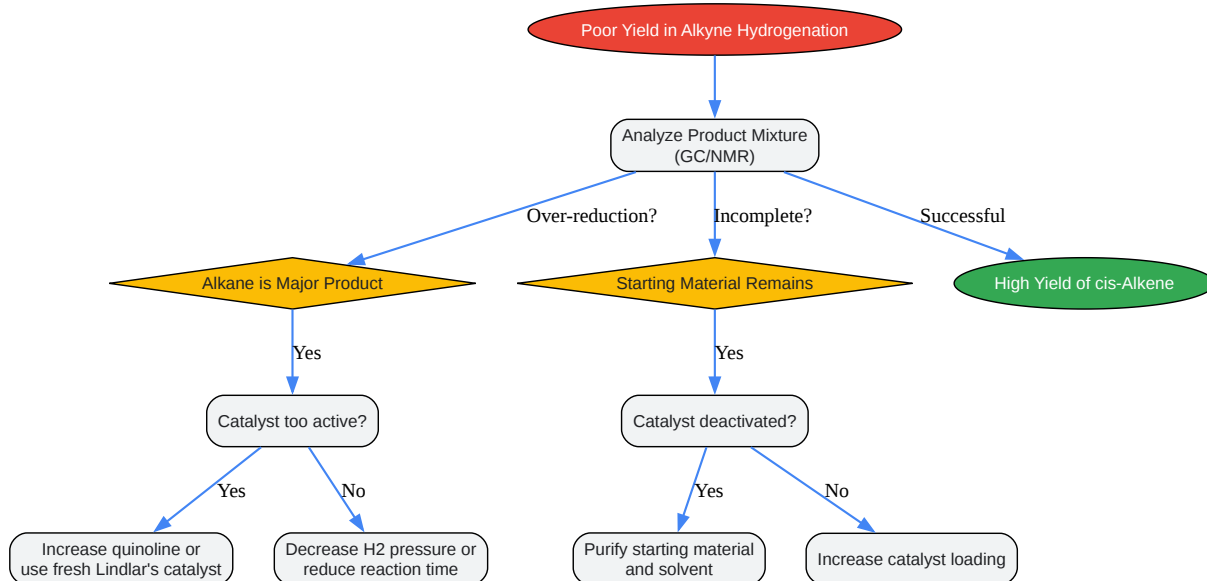 Poor Yield in Alkyne Hydrogenation
Analyze Product Mixture
(GC/NMR)
Over-reduction?
Incomplete?
Successful
Alkane is Major Product
Starting Material Remains
High Yield of cis-Alkene
Yes
Yes
Catalyst too active?
Catalyst deactivated?
Yes
No
Yes
No
Increase quinoline or
use fresh Lindlar's catalyst
Decrease H2 pressure or
reduce reaction time
Purify starting material
and solvent
Increase catalyst loading